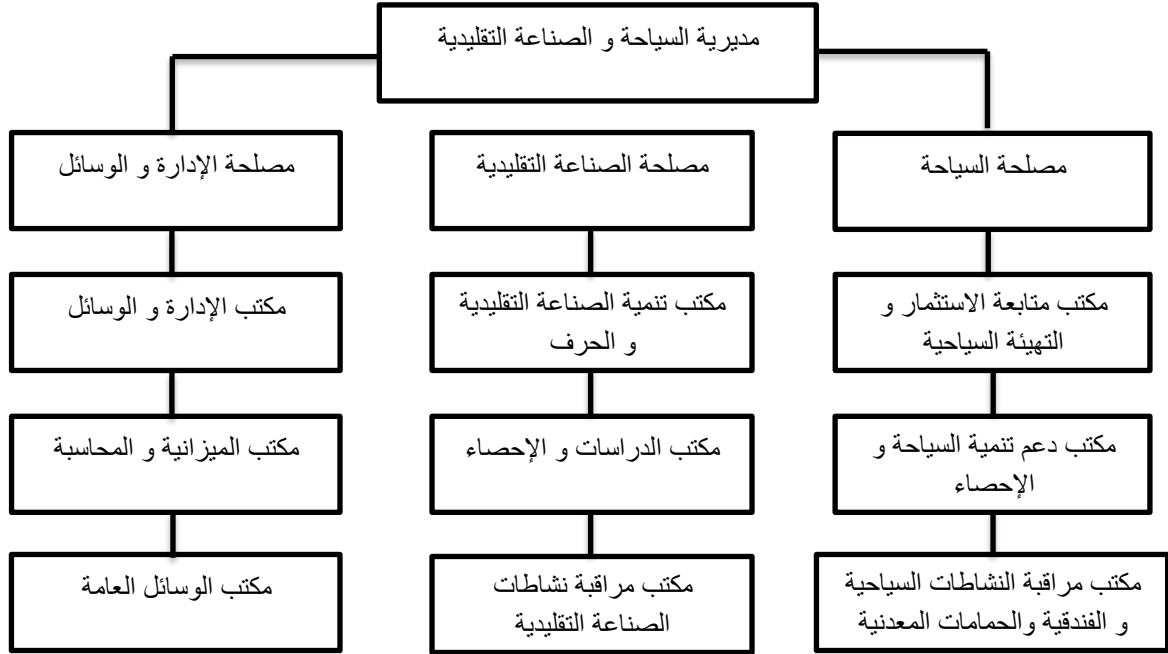 مديرية السياحة و الصناعة التقليدية
مصلحة السياحة
مصلحة الصناعة التقليدية
مصلحة الإدارة و الوسائل
مكتب متابعة الاستثمار و
التهيئة السياحية
مكتب تنمية الصناعة التقليدية
و الحرف
مكتب الإدارة و الوسائل
مكتب دعم تنمية السياحة و
الإحصاء
مكتب الدراسات و الإحصاء
مكتب الميزانية و المحاسبة
مكتب مراقبة النشاطات السياحية
و الفندقية والحمامات المعدنية
مكتب مراقبة نشاطات
الصناعة التقليدية
مكتب الوسائل العامة